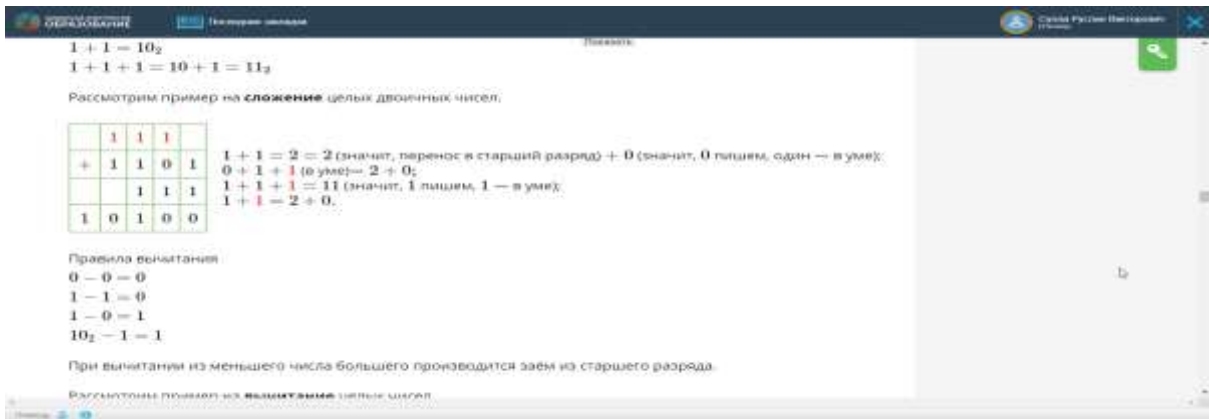 ОБРАЗОВАНИЕ
Последние закладки
Показать
1 + 1 = 10₂
1 + 1 + 1 = 10 + 1 = 11₂
Рассмотрим пример на сложение целых двоичных чисел.
1 1 1
+ 1 1 0 1
1 1 1
1 0 1 0 0
1 + 1 = 2 = 2 (значит, перенос в старший разряд) + 0 (значит, 0 пишем, один — в уме);
0 + 1 + 1 (в уме)= 2 + 0;
1 + 1 + 1 = 11 (значит, 1 пишем, 1 — в уме);
1 + 1 = 2 + 0.
Правила вычитания
0 − 0 = 0
1 − 1 = 0
1 − 0 = 1
10₂ − 1 = 1
При вычитании из меньшего числа большего производится заём из старшего разряда.
Рассмотрим пример на вычитание целых чисел